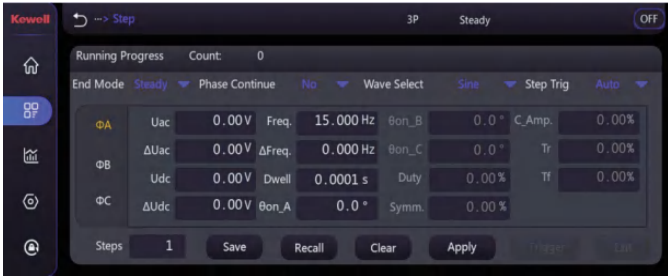 Kewell ---> Step 3P Steady OFF
Running Progress Count: 0
End Mode Steady Phase Continue No Wave Select Sine Step Trig Auto
ΦA Uac 0.00 V Freq. 15.000 Hz θon_B 0.0 ° C_Amp. 0.00%
ΔUac 0.00 V ΔFreq. 0.000 Hz θon_C 0.0 ° Tr 0.00%
ΦB Udc 0.00 V Dwell 0.0001 s Duty 0.00 % Tf 0.00%
ΦC ΔUdc 0.00 V θon_A 0.0 ° Symm. 0.00 %
Steps 1 Save Recall Clear Apply Trigger